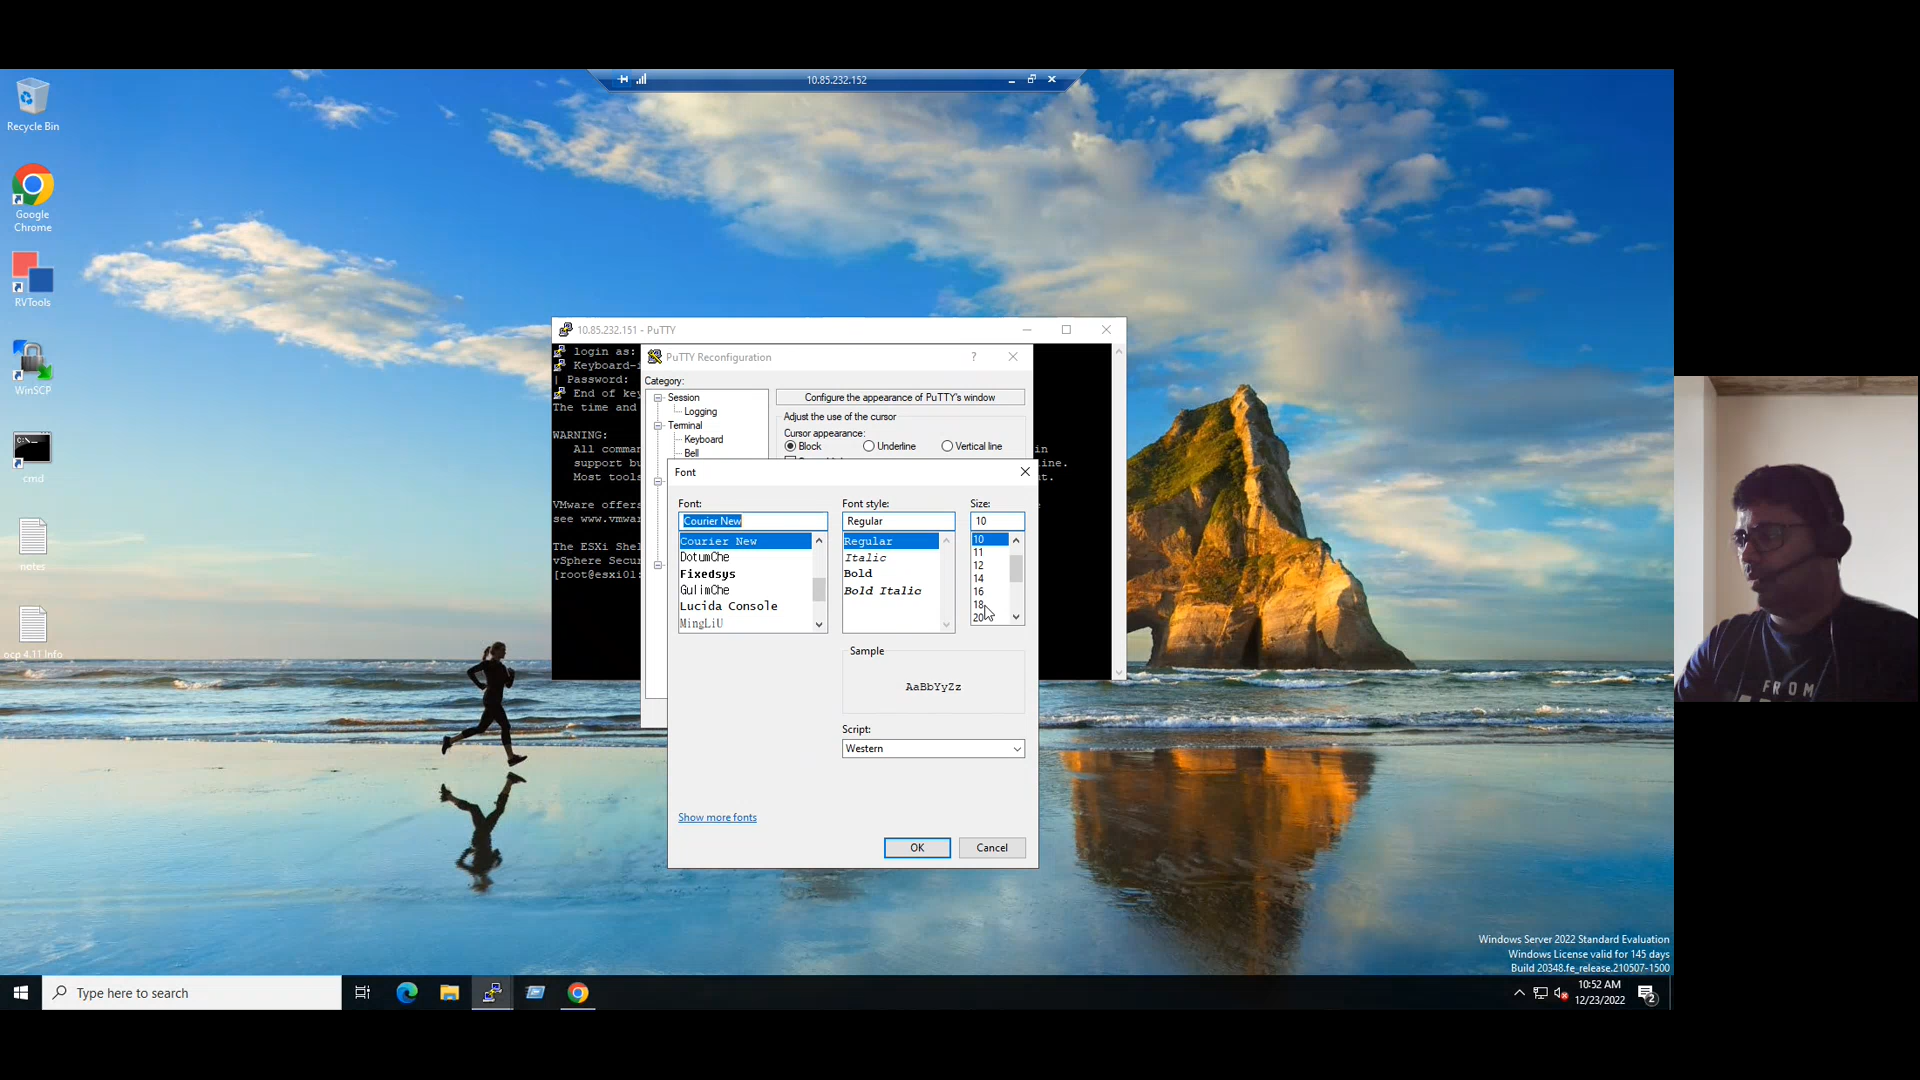 10.85.232.152
Recycle Bin
Google
Chrome
RVTools
WinSCP
cmd
notes
ocp 4.11 Info
10.85.232.151 - PuTTY
login as:
Keyboard-i
| Password:
End of key
The time and
WARNING:
All comman
support bu
Most tools
VMware offers
see www.vmwar
The ESXi Shel
vSphere Secur
[root@esxi01:
in
ine.
t.
e
PuTTY Reconfiguration
?
Category:
Session
Logging
Terminal
Keyboard
Bell
Configure the appearance of PuTTY's window
Adjust the use of the cursor
Cursor appearance:
Block
Underline
Vertical line
Font
Font:
Font style:
Size:
Courier New
Regular
10
Courier New
DotumChe
Fixedsys
GulimChe
Lucida Console
MingLiU
Regular
Italic
Bold
Bold Italic
10
11
12
14
16
18
20
Sample
AaBbYyZz
Script:
Western
Show more fonts
OK
Cancel
FROM
Windows Server 2022 Standard Evaluation
Windows License valid for 145 days
Build 20348.fe_release.210507-1500
Type here to search
10:52 AM
12/23/2022
2